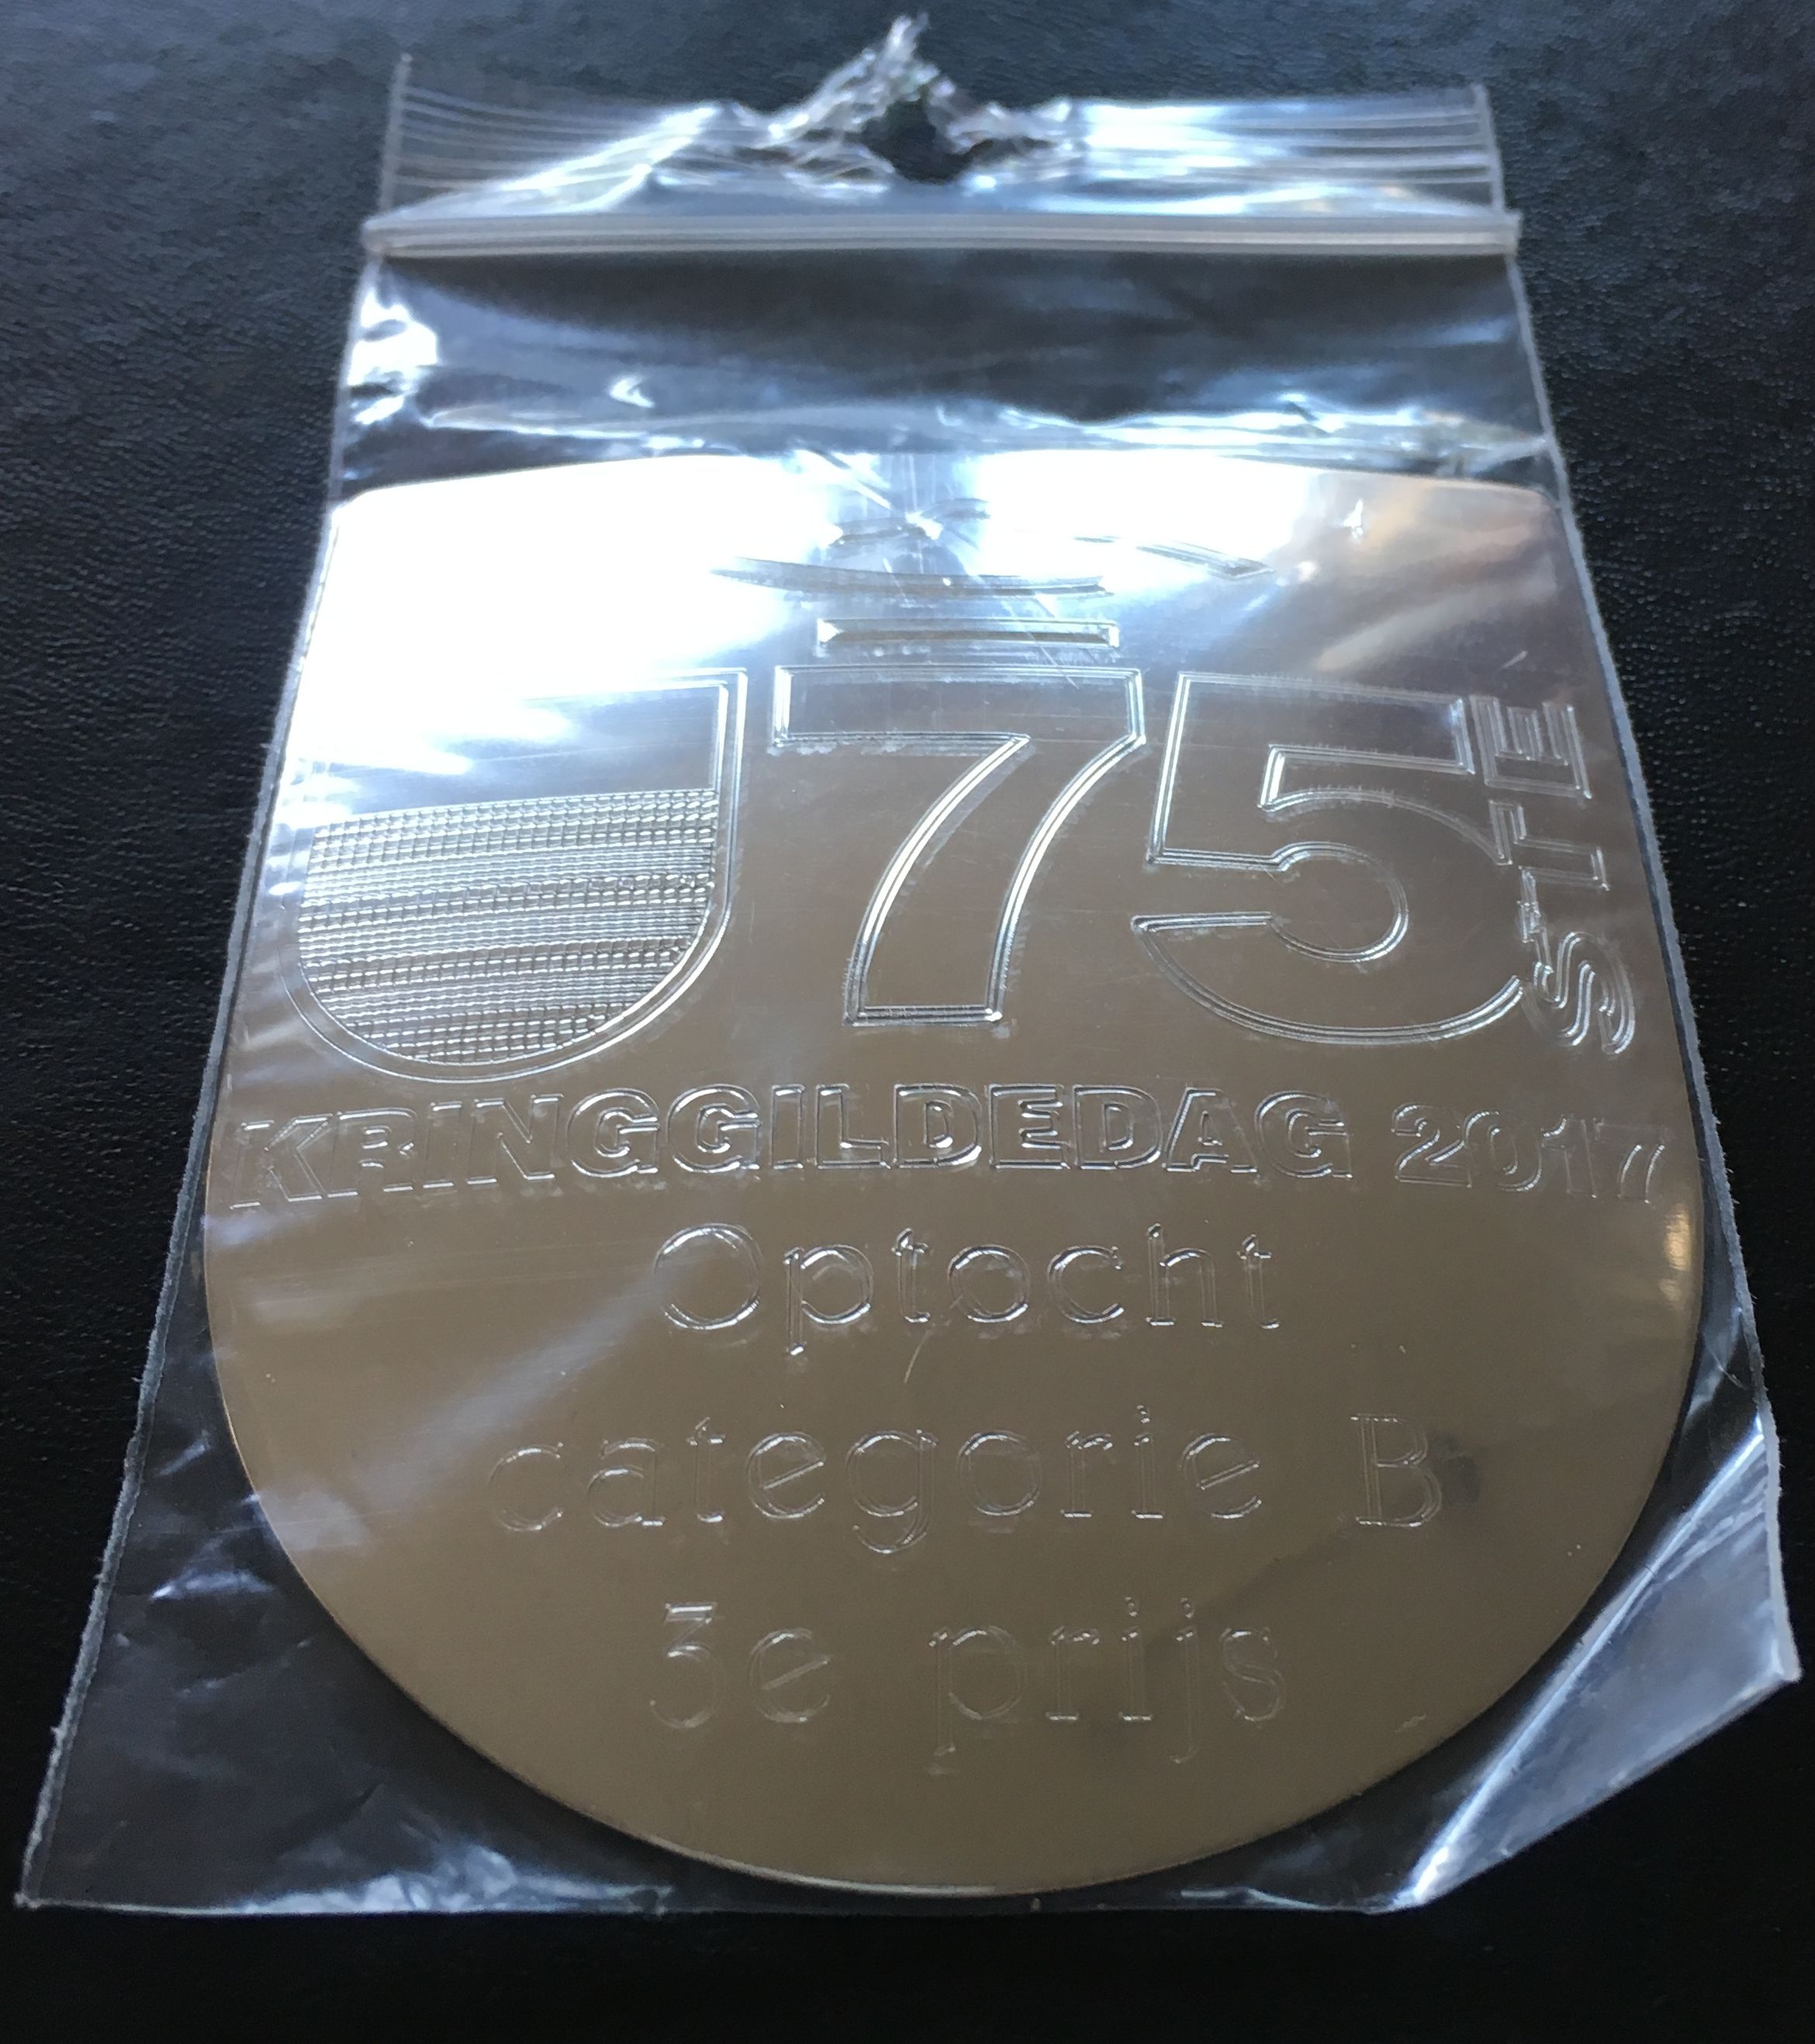 75STE
KRINGGILDEDAG 2017
Optocht
categorie B
3e prijs